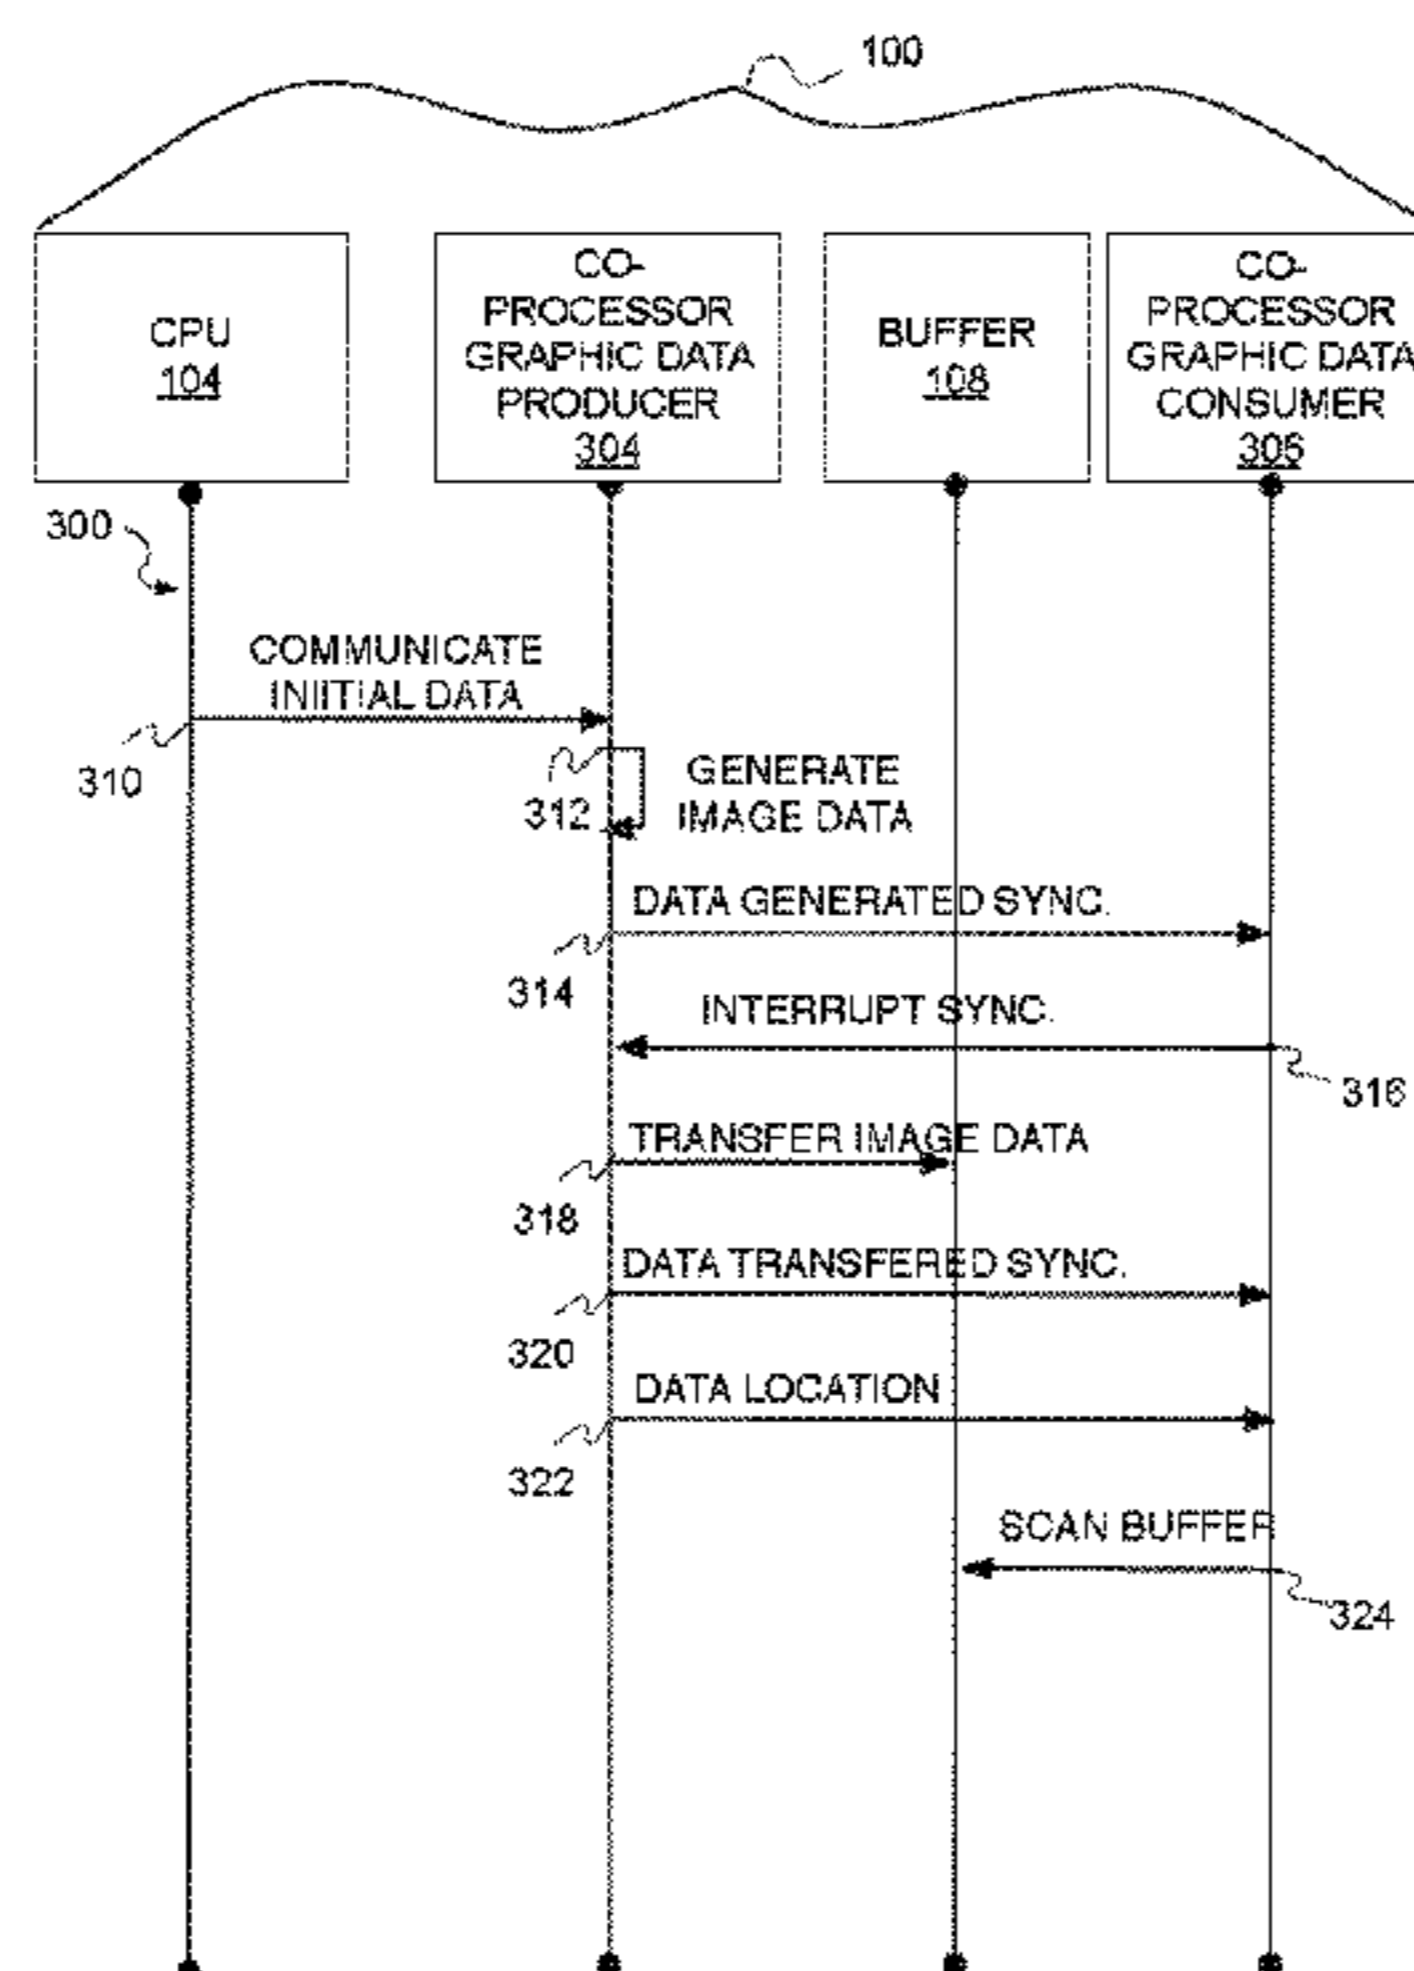 100
CPU
104
CO-
PROCESSOR
GRAPHIC DATA
PRODUCER
304
BUFFER
108
CO-
PROCESSOR
GRAPHIC DATA
CONSUMER
306
300
COMMUNICATE
INIITIAL DATA
310
312
GENERATE
IMAGE DATA
DATA GENERATED SYNC.
314
INTERRUPT SYNC.
316
TRANSFER IMAGE DATA
318
DATA TRANSFERED SYNC.
320
DATA LOCATION
322
SCAN BUFFER
324